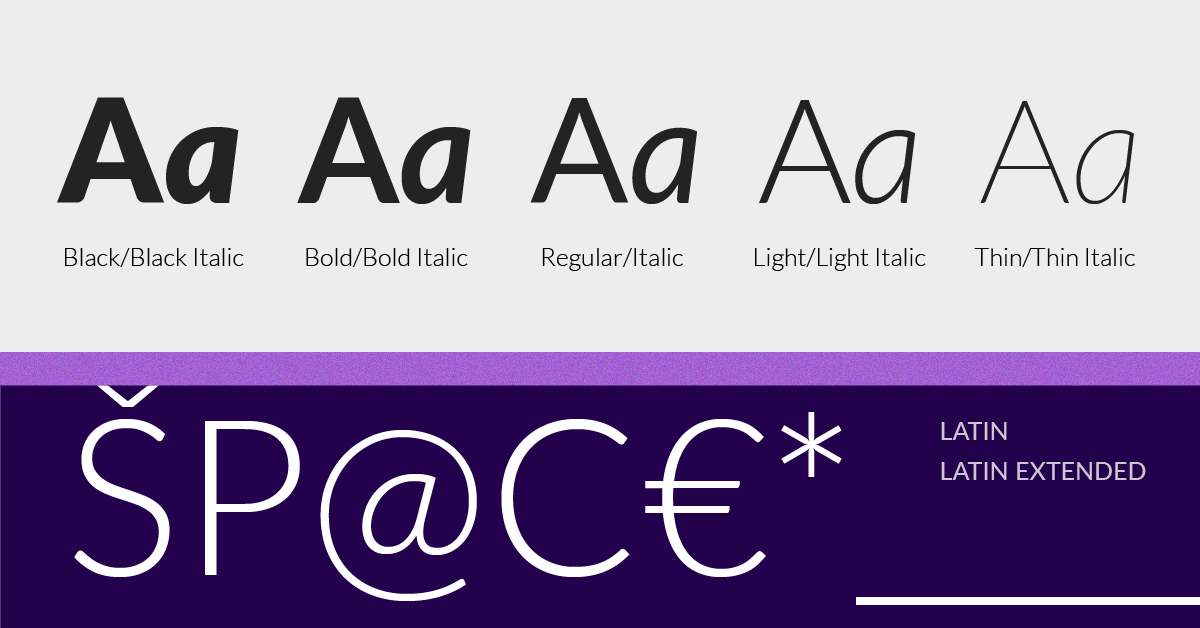 Aa Aa Aa Aa Aa
Black/Black Italic Bold/Bold Italic Regular/Italic Light/Light Italic Thin/Thin Italic
ŠP@C€*
LATIN
LATIN EXTENDED